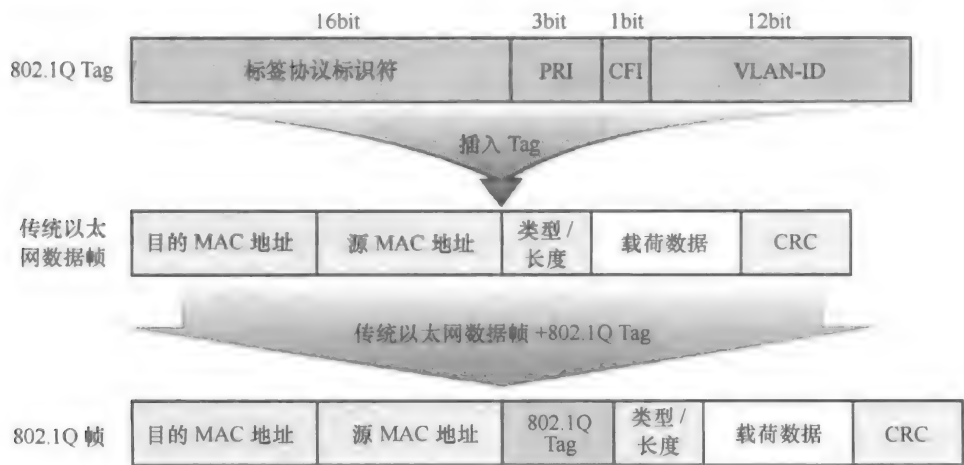 16bit 3bit 1bit 12bit
802.1Q Tag 标签协议标识符 PRI CFI VLAN-ID
插入 Tag
传统以太
网数据帧
目的 MAC 地址 源 MAC 地址 类型/
长度 载荷数据 CRC
传统以太网数据帧 +802.1Q Tag
802.1Q 帧 目的 MAC 地址 源 MAC 地址 802.1Q
Tag 类型/
长度 载荷数据 CRC